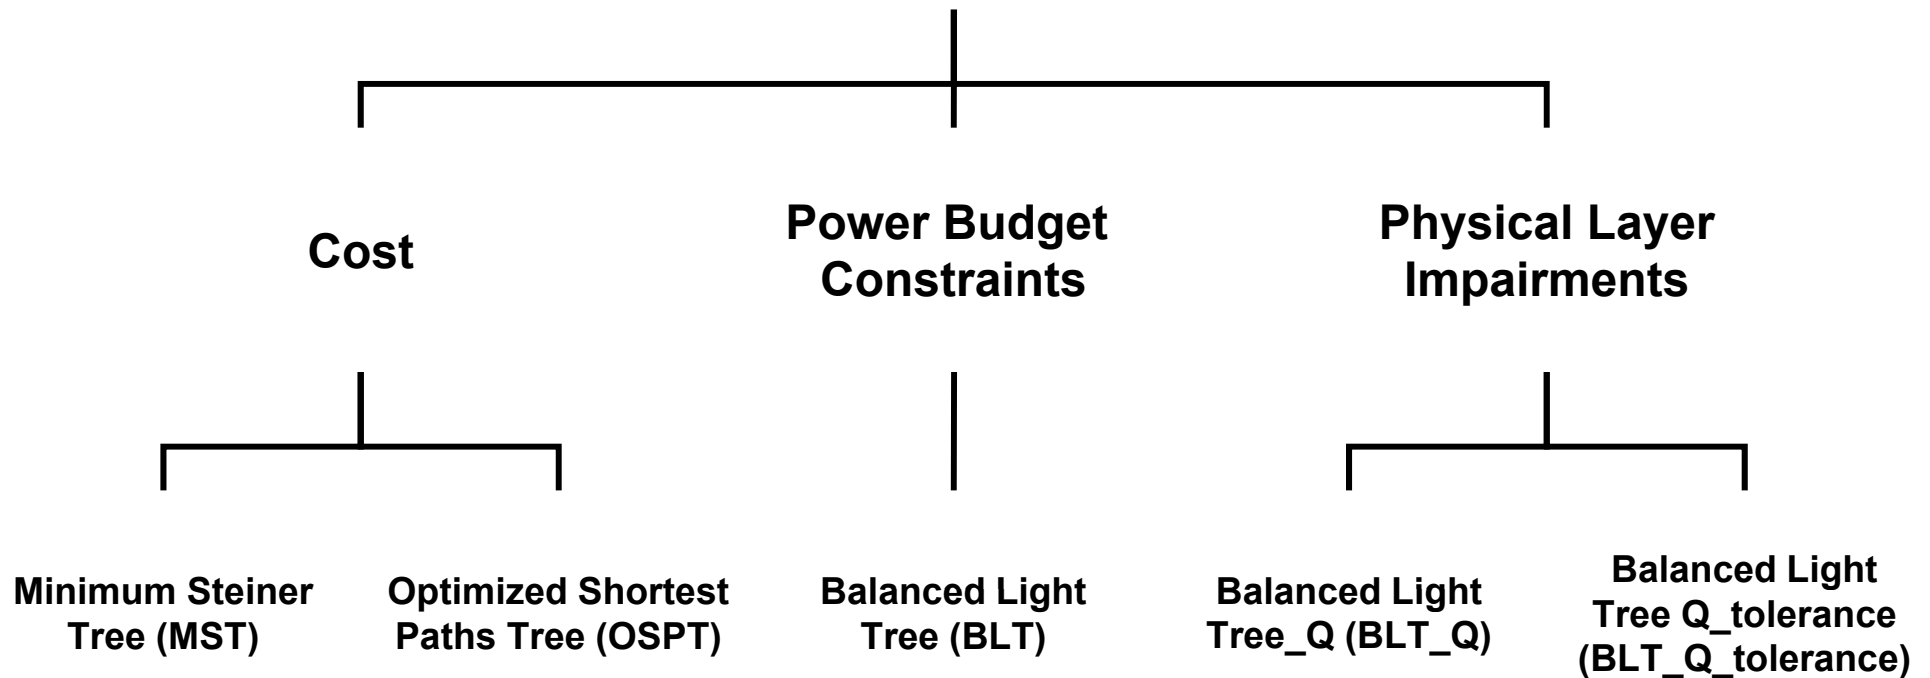 Cost
Power Budget
Constraints
Physical Layer
Impairments
Minimum Steiner
Tree (MST)
Optimized Shortest
Paths Tree (OSPT)
Balanced Light
Tree (BLT)
Balanced Light
Tree_Q (BLT_Q)
Balanced Light
Tree Q_tolerance
(BLT_Q_tolerance)